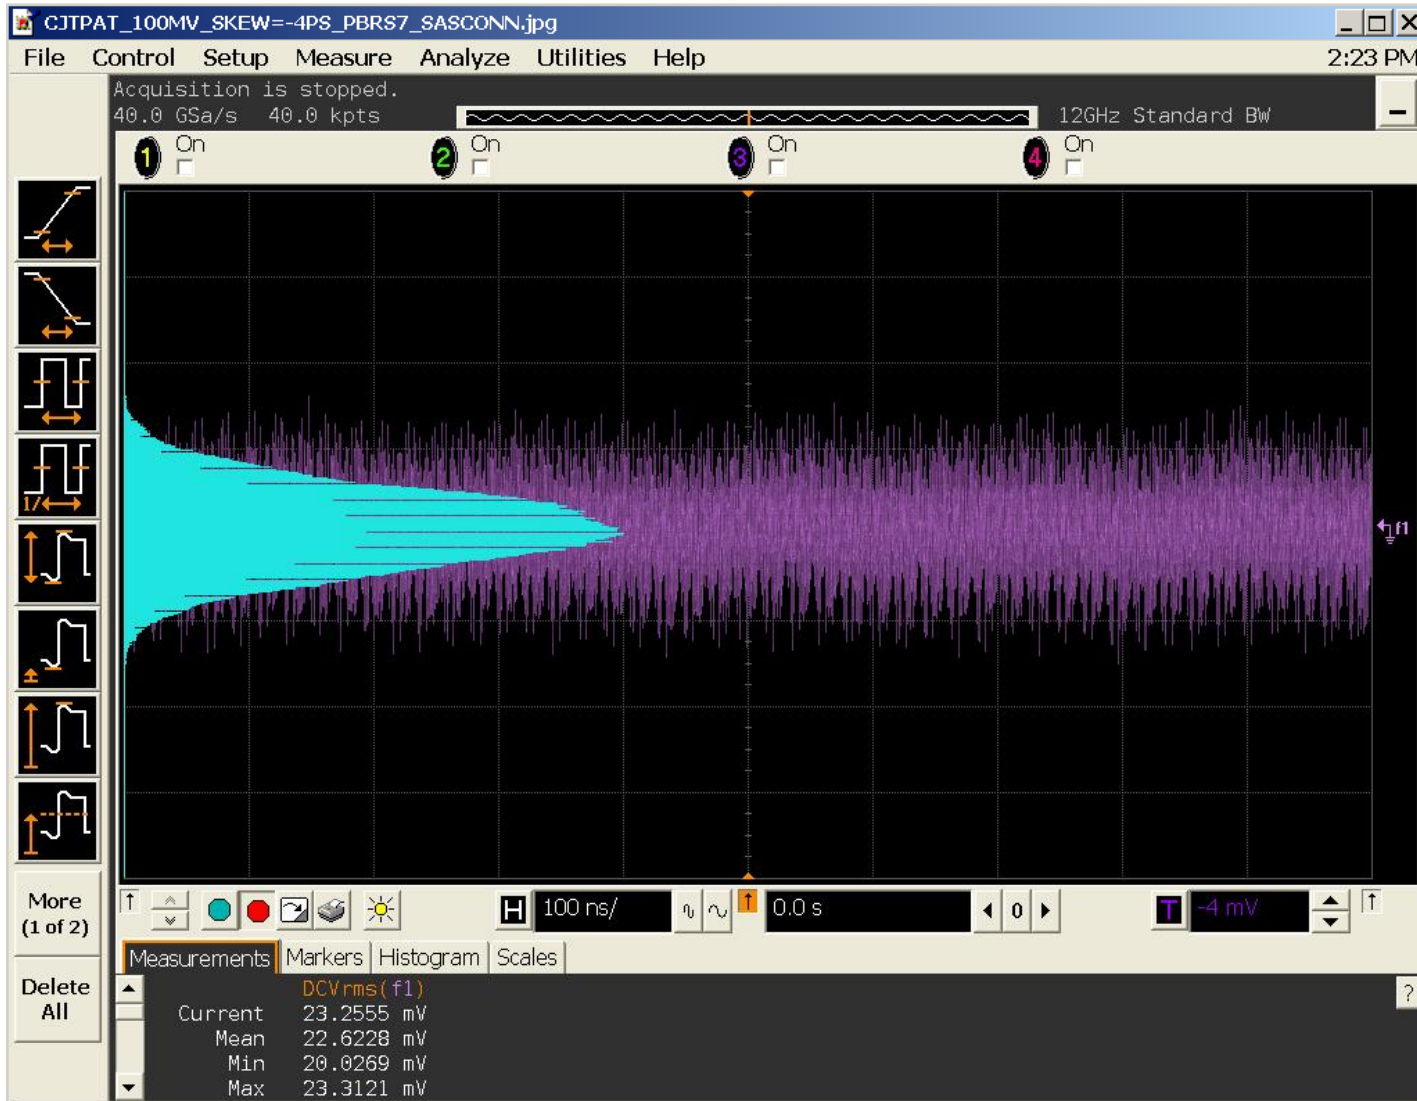 CJTPAT_100MV_SKEW=-4PS_PBRS7_SASCONN.jpg
File Control Setup Measure Analyze Utilities Help 2:23 PM
Acquisition is stopped.
40.0 GSa/s 40.0 kpts 12GHz Standard BW
1 On 2 On 3 On 4 On
1/
f1
More
(1 of 2)
Delete
All
H 100 ns/ 0.0 s 0 T -4 mV
Measurements Markers Histogram Scales
DCVrms(f1)
Current 23.2555 mV
Mean 22.6228 mV
Min 20.0269 mV
Max 23.3121 mV
?